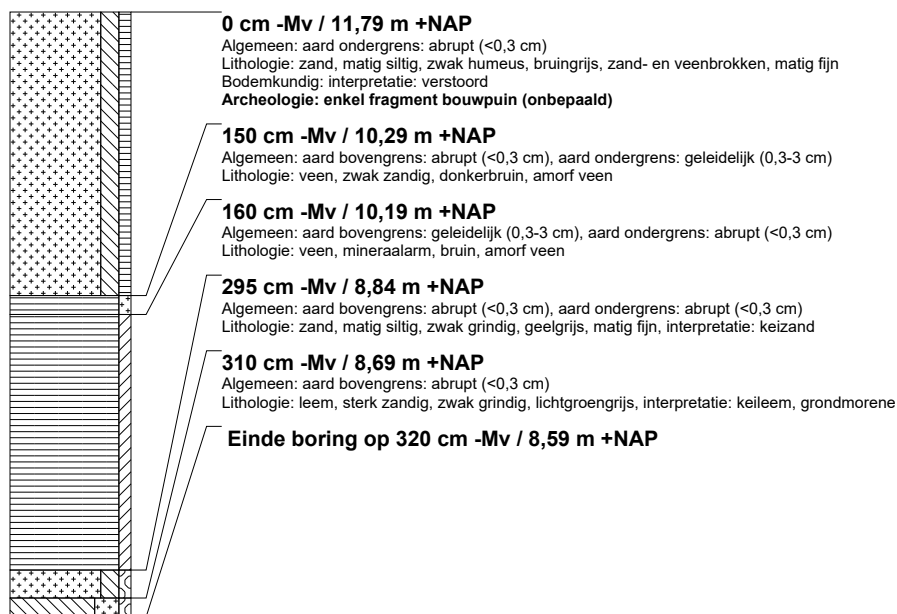 0 cm -Mv / 11,79 m +NAP
Algemeen: aard ondergrens: abrupt (<0,3 cm)
Lithologie: zand, matig siltig, zwak humeus, bruingrijs, zand- en veenbrokken, matig fijn
Bodemkundig: interpretatie: verstoord
Archeologie: enkel fragment bouwpuin (onbepaald)
150 cm -Mv / 10,29 m +NAP
Algemeen: aard bovengrens: abrupt (<0,3 cm), aard ondergrens: geleidelijk (0,3-3 cm)
Lithologie: veen, zwak zandig, donkerbruin, amorf veen
160 cm -Mv / 10,19 m +NAP
Algemeen: aard bovengrens: geleidelijk (0,3-3 cm), aard ondergrens: abrupt (<0,3 cm)
Lithologie: veen, mineraalarm, bruin, amorf veen
295 cm -Mv / 8,84 m +NAP
Algemeen: aard bovengrens: abrupt (<0,3 cm), aard ondergrens: abrupt (<0,3 cm)
Lithologie: zand, matig siltig, zwak grindig, geelgrijs, matig fijn, interpretatie: keizand
310 cm -Mv / 8,69 m +NAP
Algemeen: aard bovengrens: abrupt (<0,3 cm)
Lithologie: leem, sterk zandig, zwak grindig, lichtgroengrijs, interpretatie: keileem, grondmorene
Einde boring op 320 cm -Mv / 8,59 m +NAP